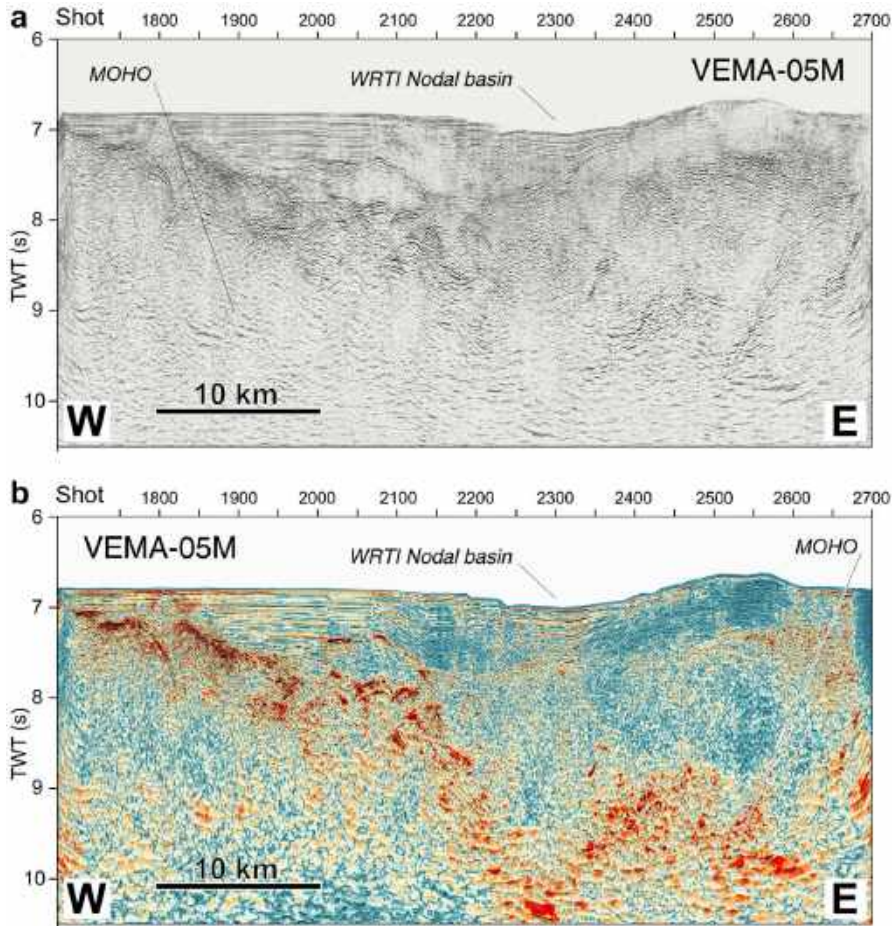 a Shot 1800 1900 2000 2100 2200 2300 2400 2500 2600 2700
6
MOHO WRTI Nodal basin VEMA-05M
7
8
TWT (s)
9
10 km
10
W E
b Shot 1800 1900 2000 2100 2200 2300 2400 2500 2600 2700
6
VEMA-05M WRTI Nodal basin MOHO
7
8
TWT (s)
9
10 km
10
W E